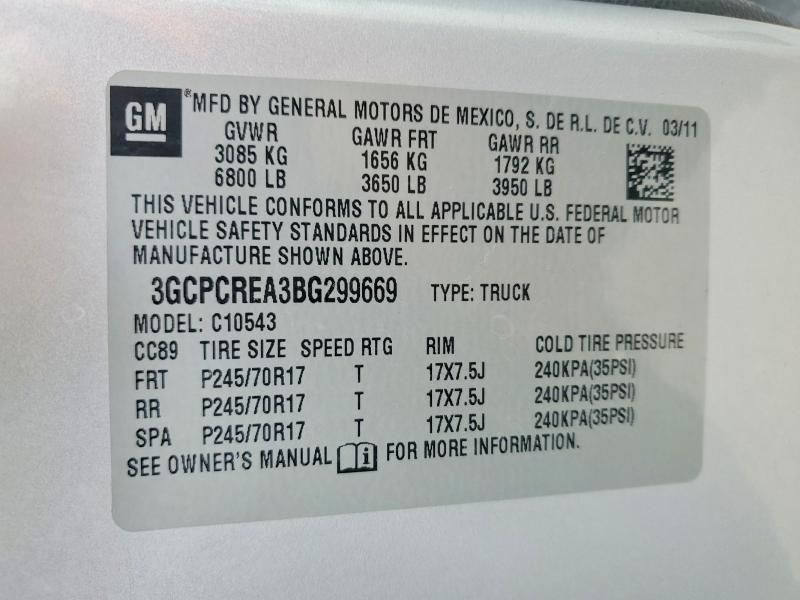 GM ® MFD BY GENERAL MOTORS DE MEXICO, S. DE R.L. DE C.V. 03/11
GVWR GAWR FRT GAWR RR
3085 KG 1656 KG 1792 KG
6800 LB 3650 LB 3950 LB
THIS VEHICLE CONFORMS TO ALL APPLICABLE U.S. FEDERAL MOTOR
VEHICLE SAFETY STANDARDS IN EFFECT ON THE DATE OF
MANUFACTURE SHOWN ABOVE.
3GCPCREA3BG299669 TYPE: TRUCK
MODEL: C10543
CC89 TIRE SIZE SPEED RTG RIM COLD TIRE PRESSURE
FRT P245/70R17 T 17X7.5J 240KPA(35PSI)
RR P245/70R17 T 17X7.5J 240KPA(35PSI)
SPA P245/70R17 T 17X7.5J 240KPA(35PSI)
SEE OWNER'S MANUAL i FOR MORE INFORMATION.